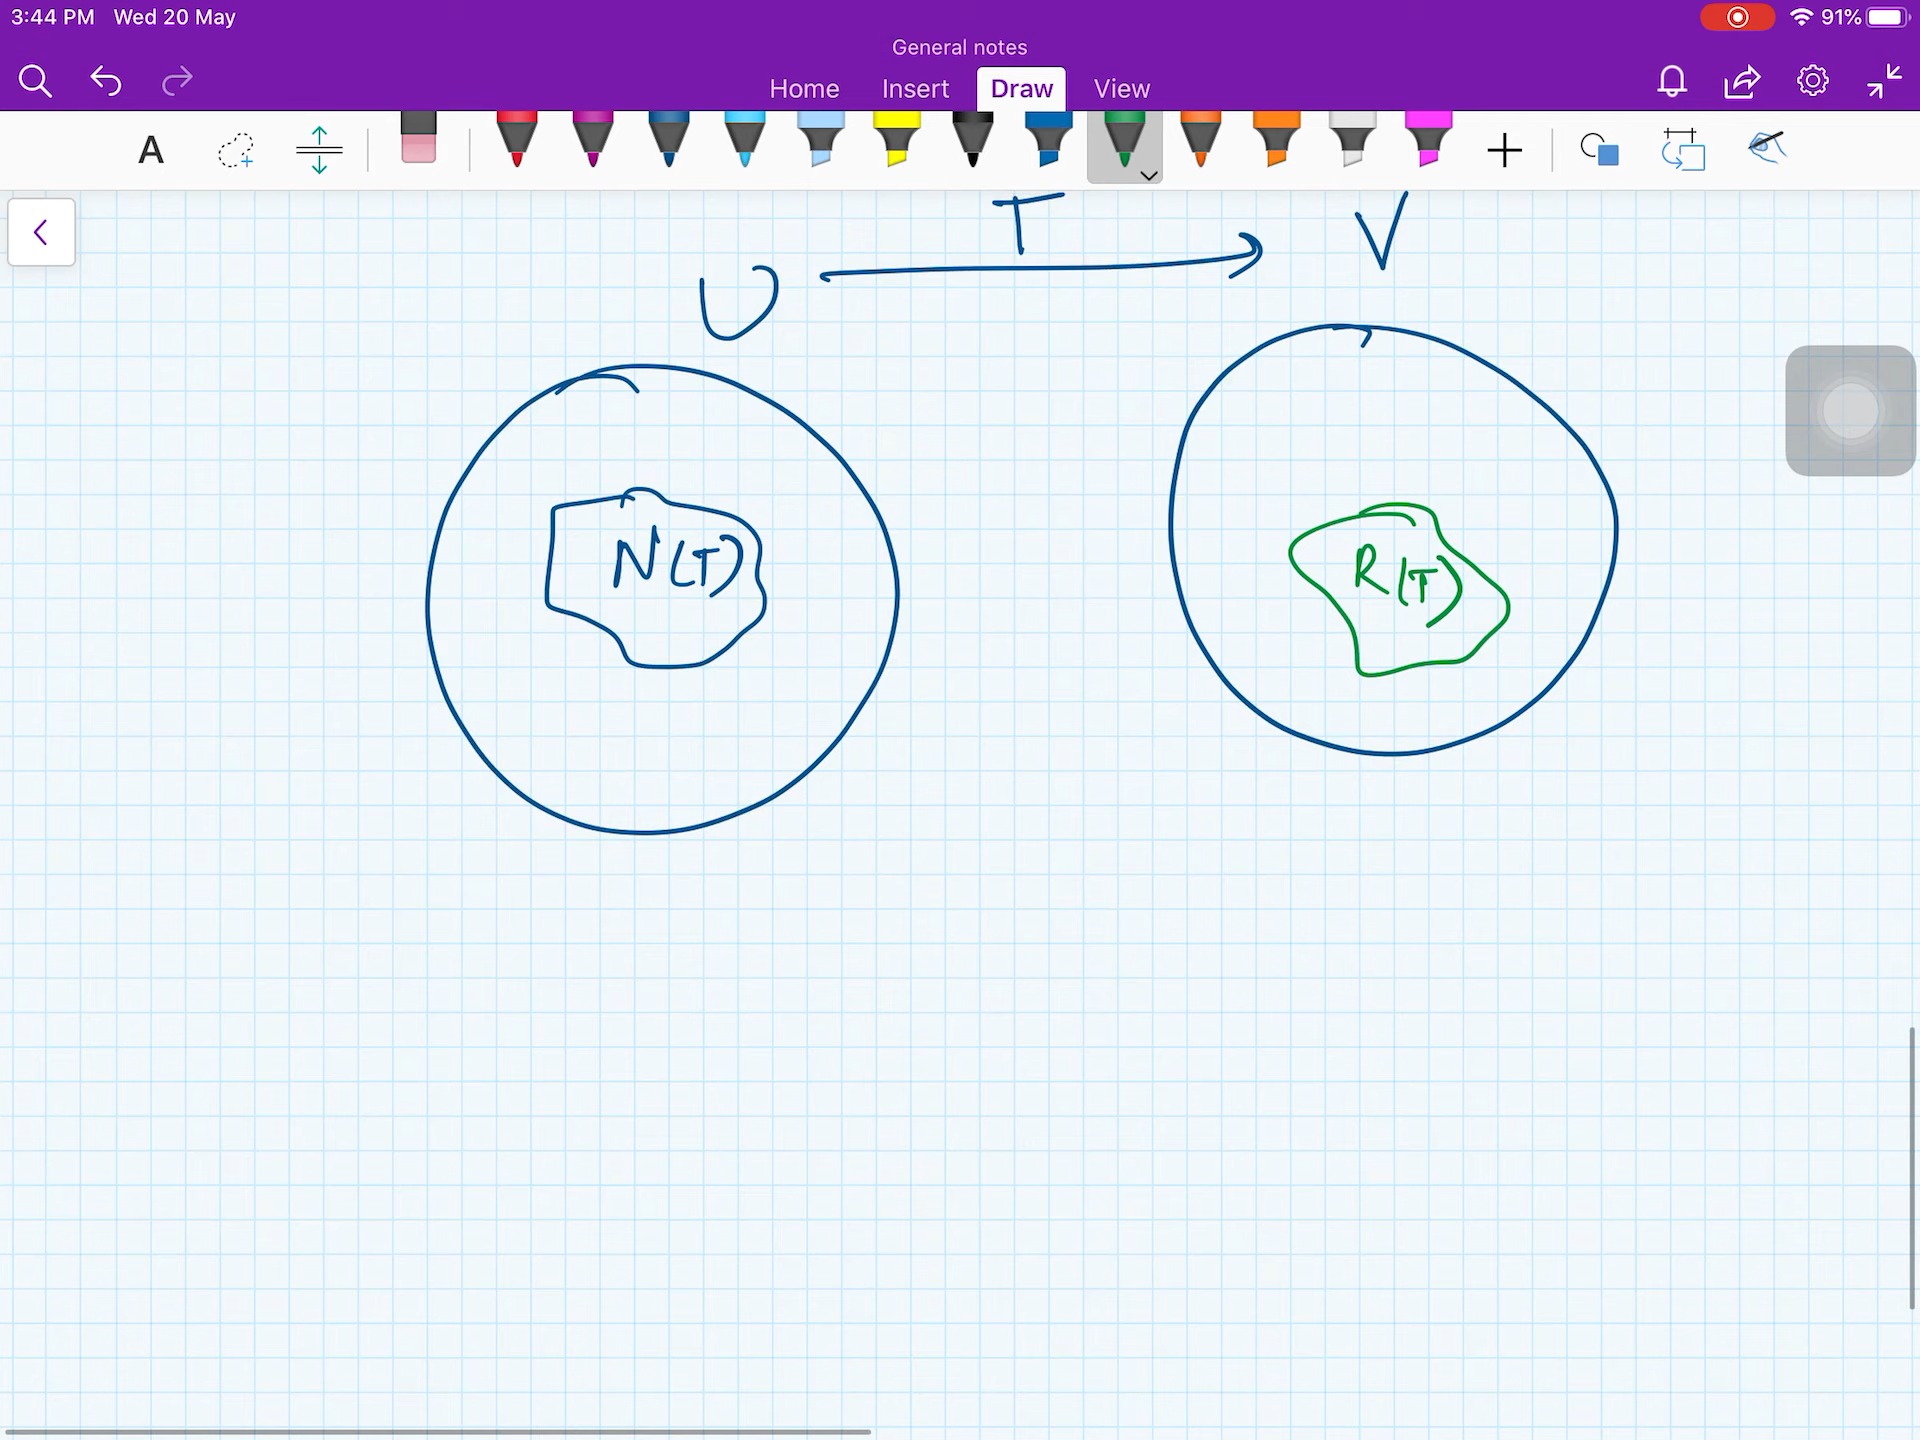 3:44 PM Wed 20 May
91%
General notes
Home Insert Draw View
A
T
U V
N(T)
R(T)